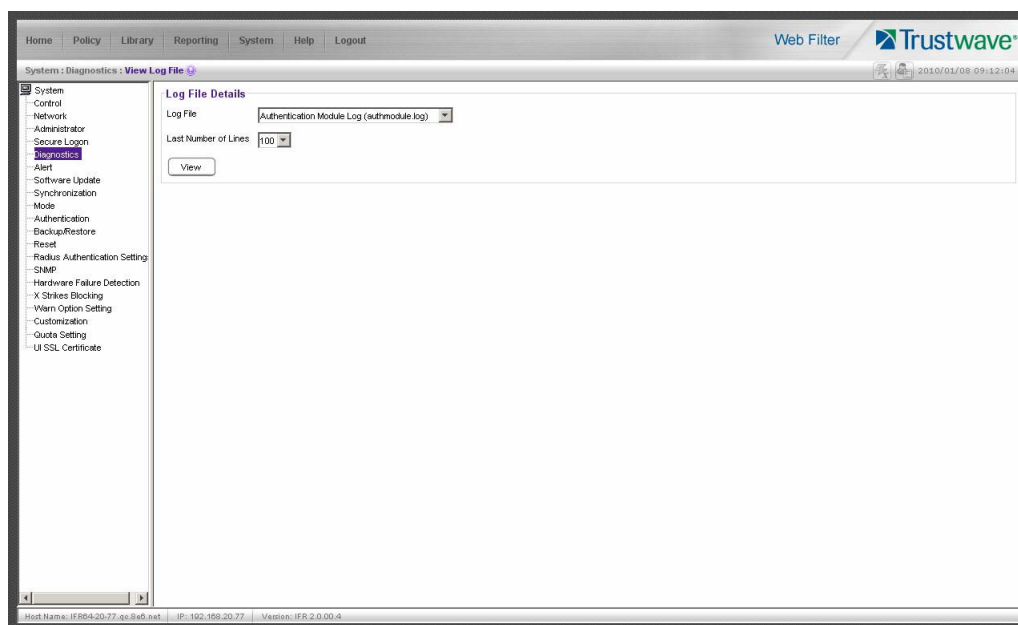 Home Policy Library Reporting System Help Logout
Web Filter
Trustwave®
System : Diagnostics : View Log File
2010/01/08 09:12:04
System
Control
Network
Administrator
Secure Logon
Diagnostics
Alert
Software Update
Synchronization
Mode
Authentication
Backup/Restore
Reset
Radius Authentication Setting
SNMP
Hardware Failure Detection
X Strikes Blocking
Warn Option Setting
Customization
Quota Setting
UI SSL Certificate
Log File Details
Log File Authentication Module Log (authmodule.log)
Last Number of Lines 100
View
Host Name: IFR64-20-77.qc.8e6.net IP: 192.168.20.77 Version: IFR 2.0.00.4